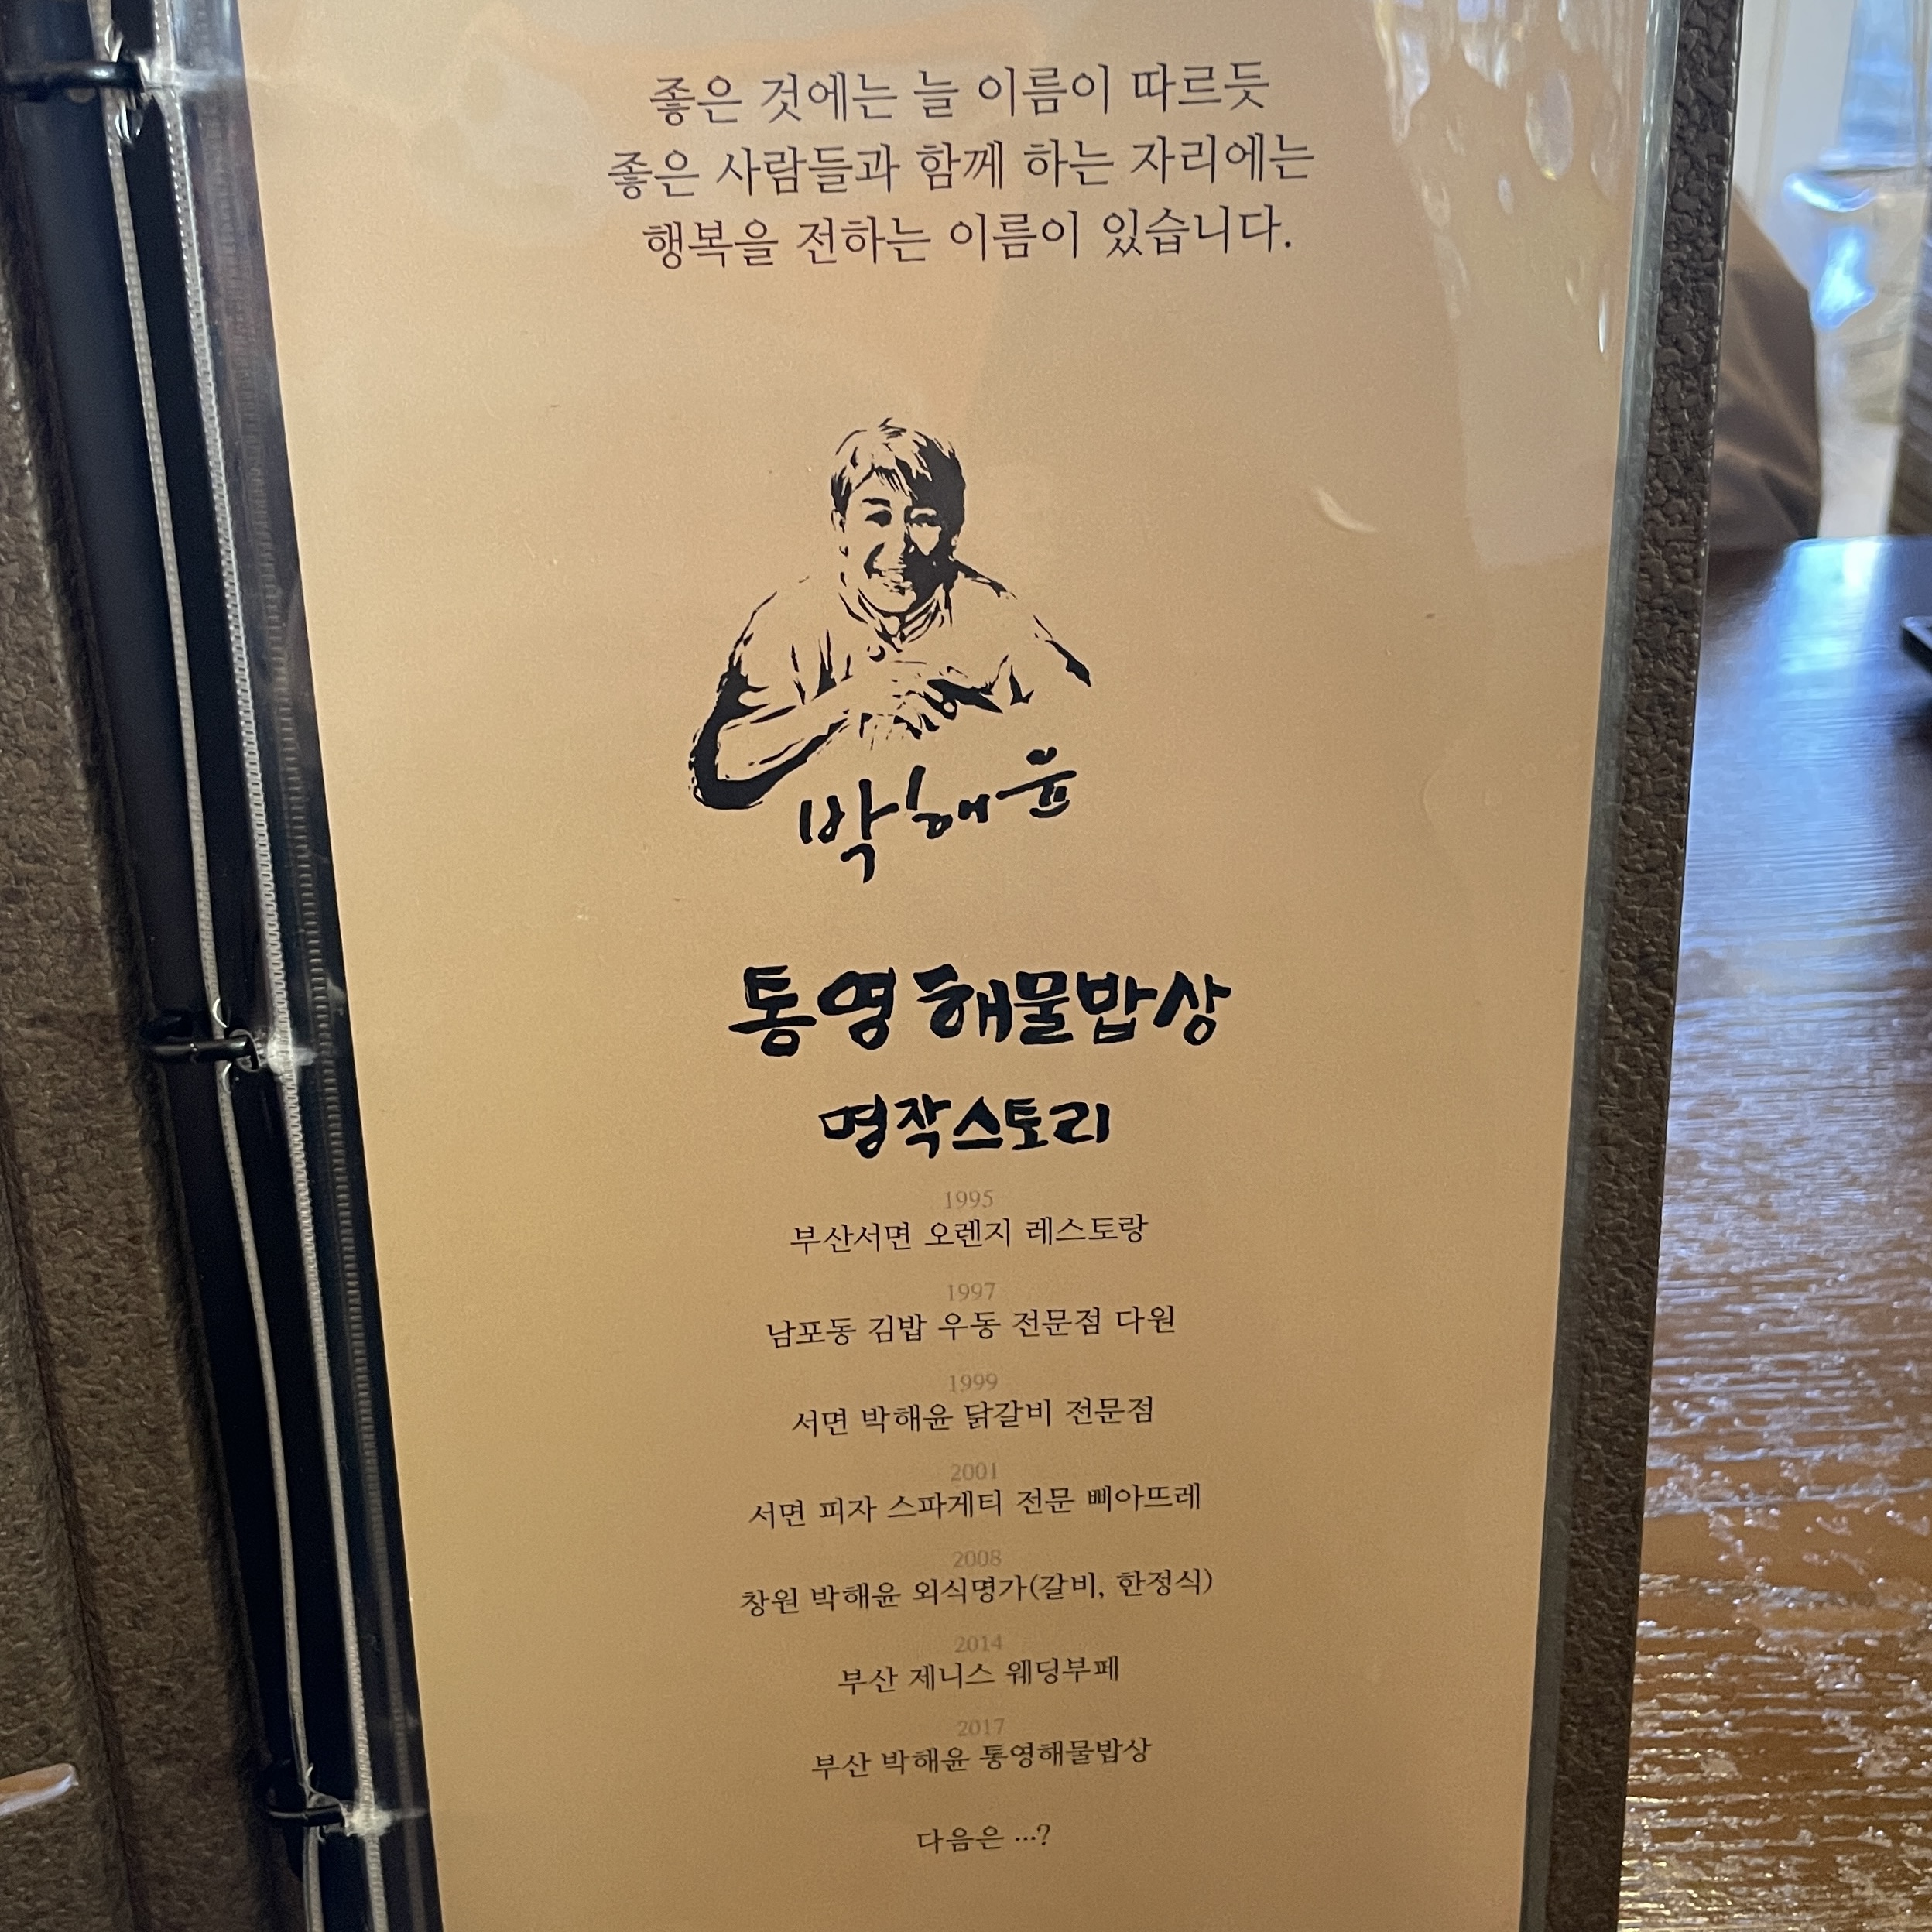 좋은 것에는 늘 이름이 따르듯
좋은 사람들과 함께 하는 자리에는
행복을 전하는 이름이 있습니다.
박해윤
통영해물밥상
명작스토리
1995
부산서면 오렌지 레스토랑
1997
남포동 김밥 우동 전문점 다원
1999
서면 박해윤 닭갈비 전문점
2001
서면 피자 스파게티 전문 삐아뜨레
2008
창원 박해윤 외식명가(갈비, 한정식)
2014
부산 제니스 웨딩부페
2017
부산 박해윤 통영해물밥상
다음은 ···?